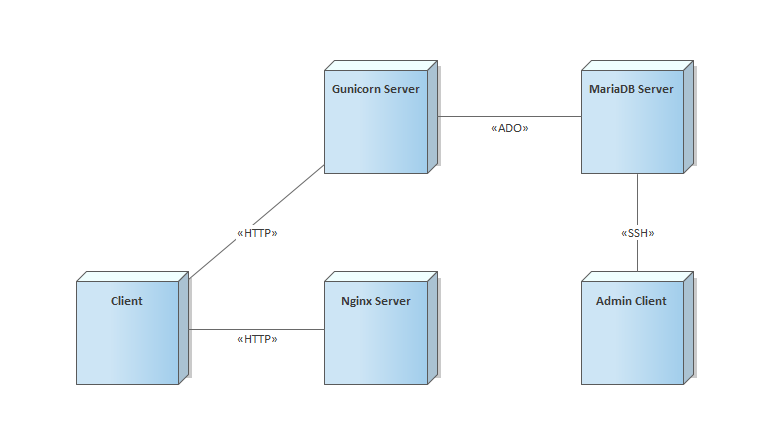 Gunicorn Server
MariaDB Server
«ADO»
«HTTP»
«SSH»
Client
Nginx Server
Admin Client
«HTTP»